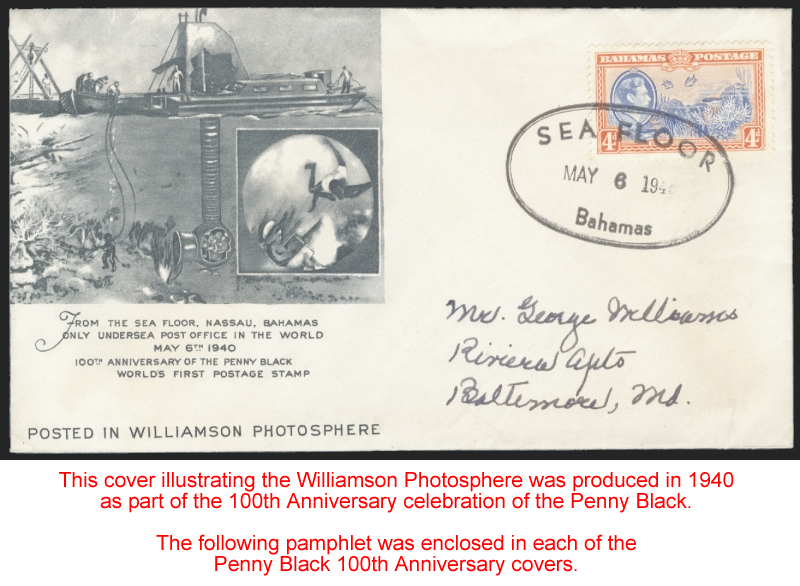 BAHAMAS POSTAGE
4d 4d
SEA FLOOR
MAY 6 194
Bahamas
FROM THE SEA FLOOR, NASSAU, BAHAMAS
ONLY UNDERSEA POST OFFICE IN THE WORLD
MAY 6TH 1940
100TH ANNIVERSARY OF THE PENNY BLACK
WORLD'S FIRST POSTAGE STAMP
POSTED IN WILLIAMSON PHOTOSPHERE
Mr. George Williams
Riviera Apts
Baltimore, Md.
This cover illustrating the Williamson Photosphere was produced in 1940
as part of the 100th Anniversary celebration of the Penny Black.
The following pamphlet was enclosed in each of the
Penny Black 100th Anniversary covers.